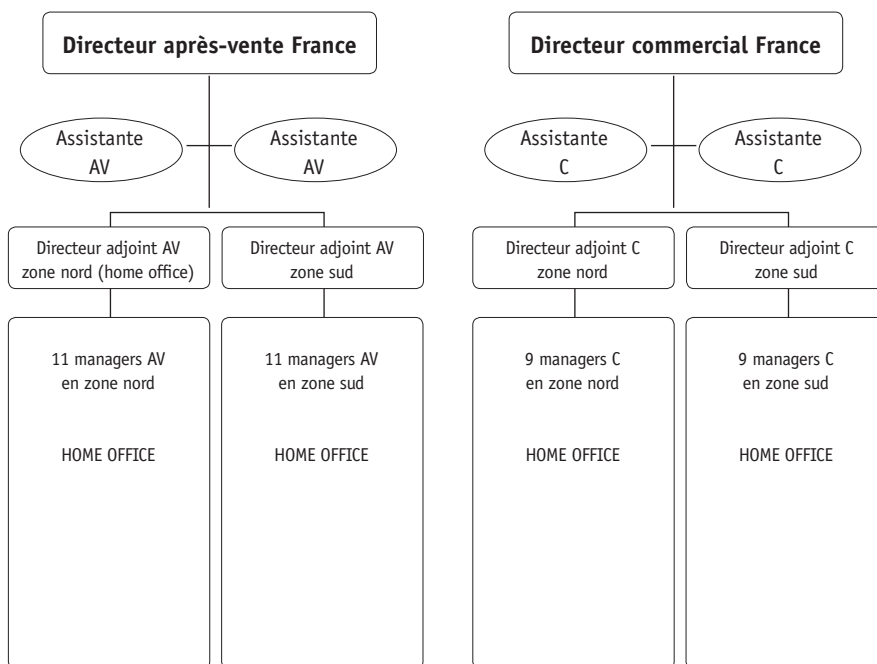 Directeur après-vente France
Directeur commercial France
Assistante
AV
Assistante
AV
Assistante
C
Assistante
C
Directeur adjoint AV
zone nord (home office)
Directeur adjoint AV
zone sud
Directeur adjoint C
zone nord
Directeur adjoint C
zone sud
11 managers AV
en zone nord
HOME OFFICE
11 managers AV
en zone sud
HOME OFFICE
9 managers C
en zone nord
HOME OFFICE
9 managers C
en zone sud
HOME OFFICE